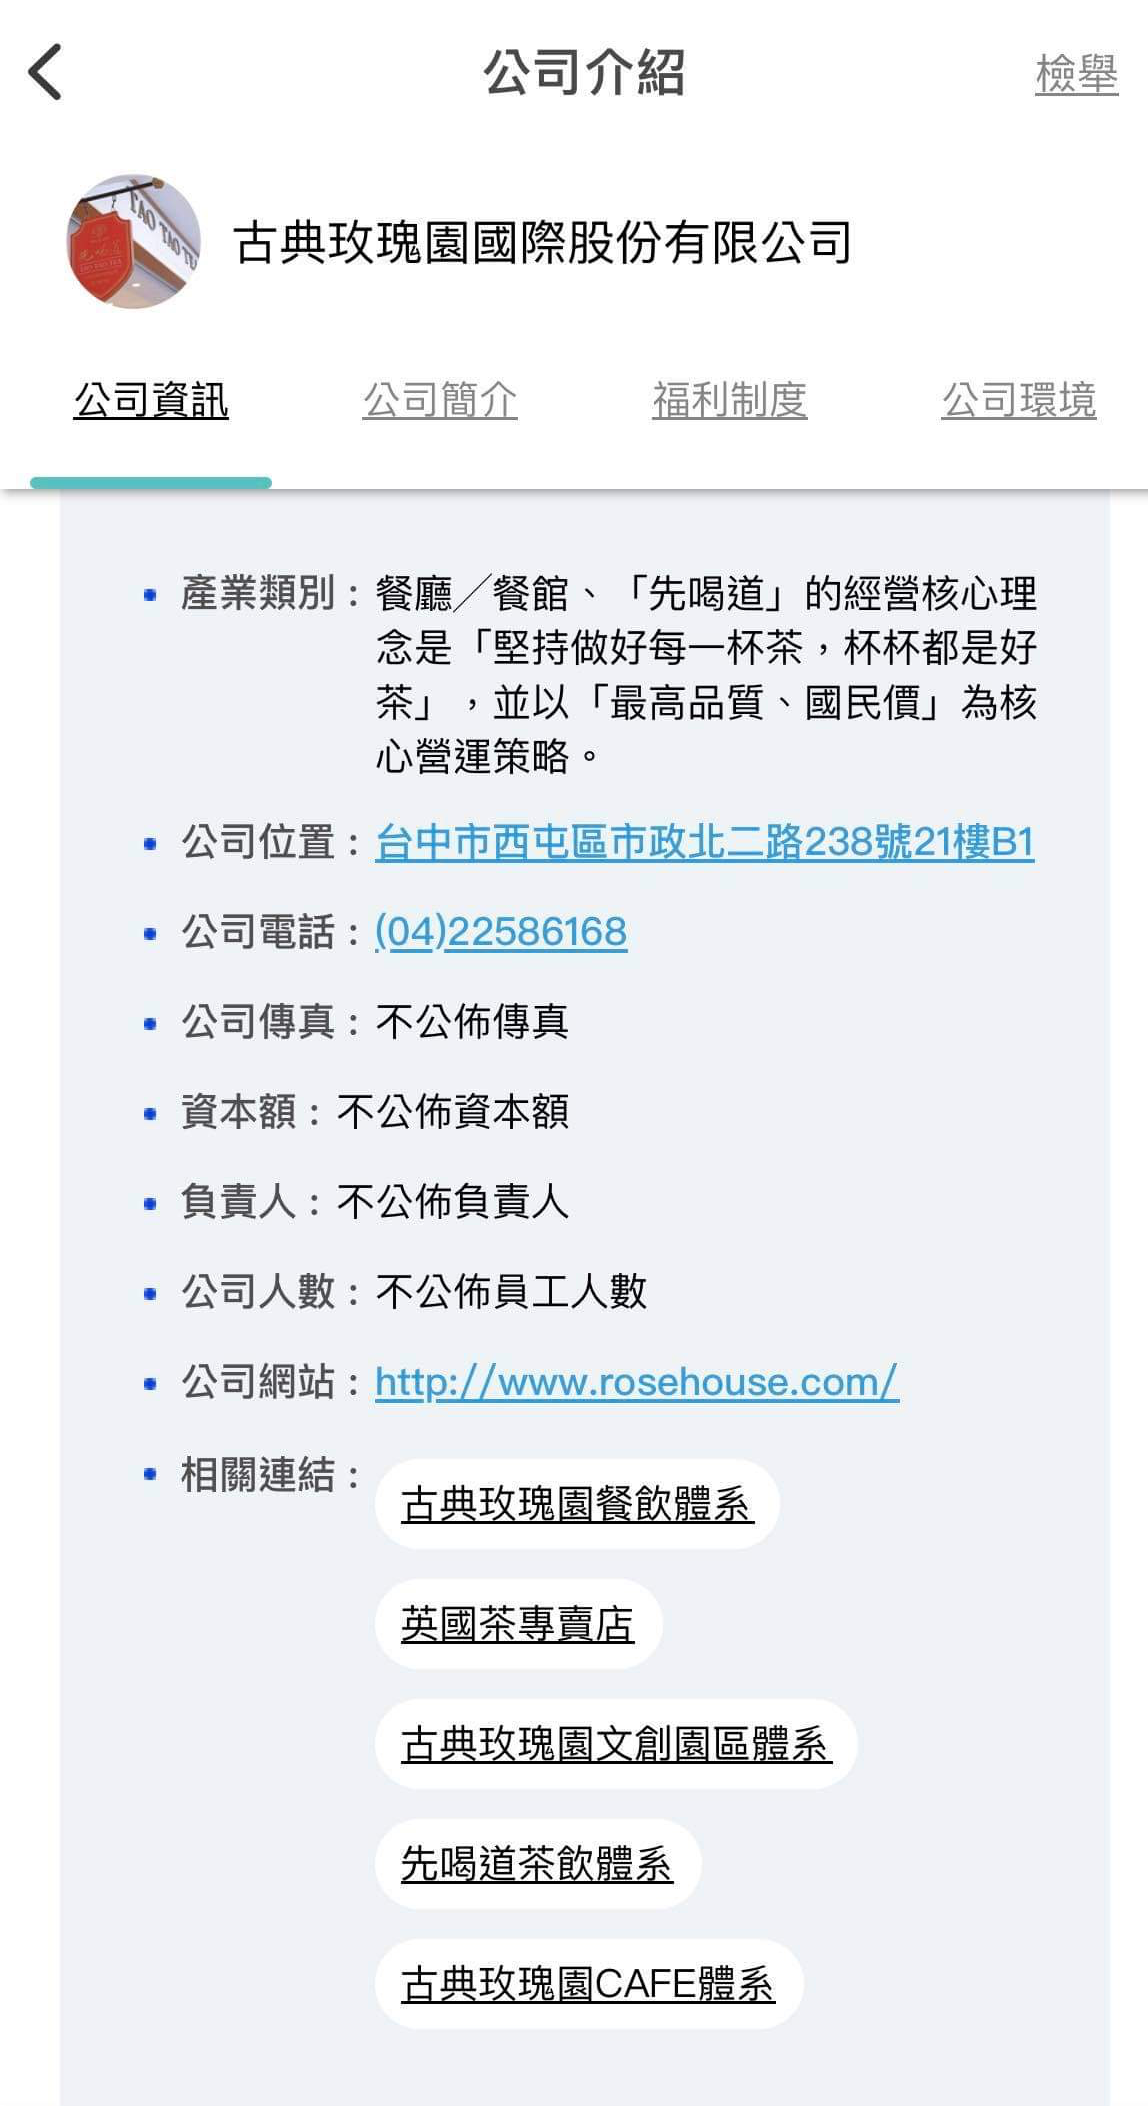 公司介紹
檢舉
TAO TAO T
古典玫瑰園國際股份有限公司
公司資訊
公司簡介
福利制度
公司環境
產業類別：餐廳／餐館、「先喝道」的經營核心理
念是「堅持做好每一杯茶，杯杯都是好
茶」，並以「最高品質、國民價」為核
心營運策略。
公司位置：台中市西屯區市政北二路238號21樓B1
公司電話：(04)22586168
公司傳真：不公佈傳真
資本額：不公佈資本額
負責人：不公佈負責人
公司人數：不公佈員工人數
公司網站：http://www.rosehouse.com/
相關連結：
古典玫瑰園餐飲體系
英國茶專賣店
古典玫瑰園文創園區體系
先喝道茶飲體系
古典玫瑰園CAFE體系